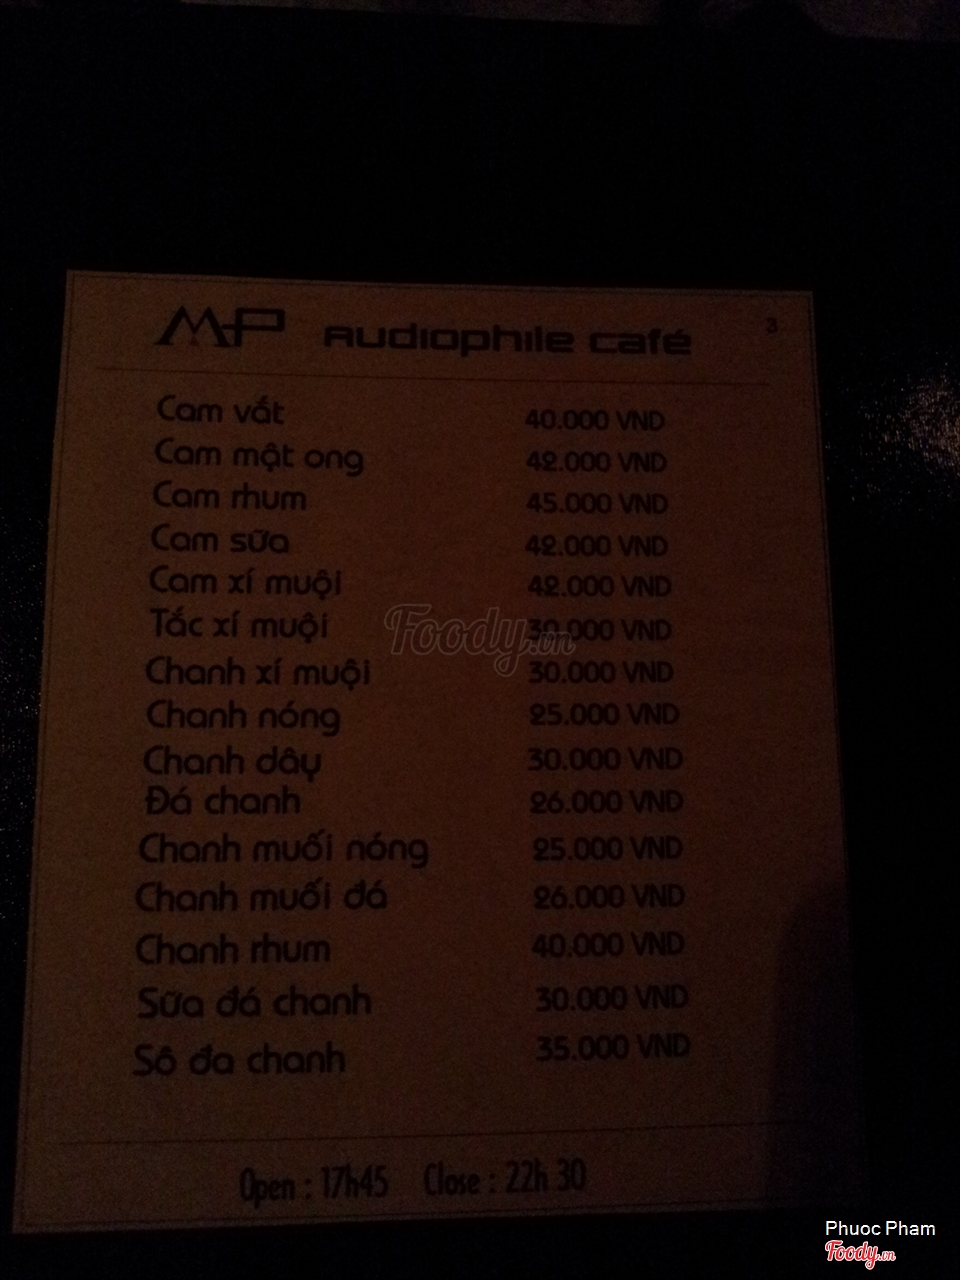 MP Audiophile café 3
Cam vắt 40.000 VND
Cam mật ong 42.000 VND
Cam rhum 45.000 VND
Cam sữa 42.000 VND
Cam xí muội 42.000 VND
Tắc xí muội 30.000 VND
Chanh xí muội 30.000 VND
Chanh nóng 25.000 VND
Chanh dây 30.000 VND
Đá chanh 26.000 VND
Chanh muối nóng 25.000 VND
Chanh muối đá 26.000 VND
Chanh rhum 40.000 VND
Sữa đá chanh 30.000 VND
Sô đa chanh 35.000 VND
Open : 17h45 Close : 22h 30
Foody.vn
Phuoc Pham
Foody.vn